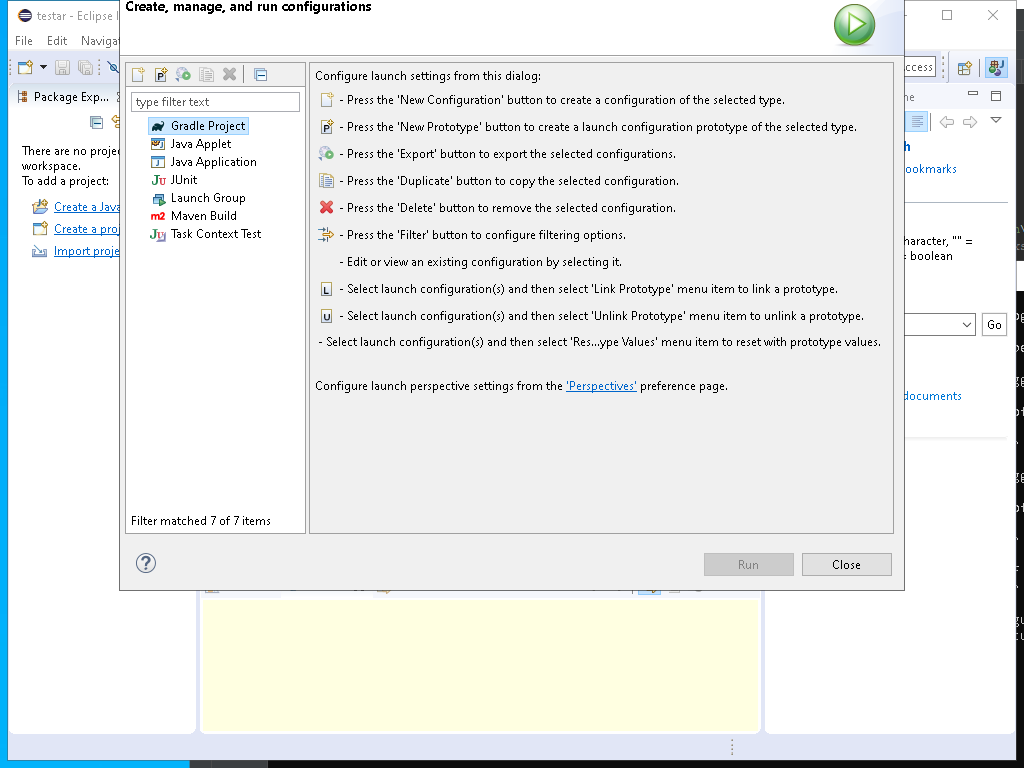 Create, manage, and run configurations
testar - Eclipse I
File Edit Navigat
Package Exp...
There are no proje
workspace.
To add a project:
Create a Java
Create a proj
Import proje
type filter text
Gradle Project
Java Applet
Java Application
JUnit
Launch Group
Maven Build
Task Context Test
Filter matched 7 of 7 items
Configure launch settings from this dialog:
- Press the 'New Configuration' button to create a configuration of the selected type.
- Press the 'New Prototype' button to create a launch configuration prototype of the selected type.
- Press the 'Export' button to export the selected configurations.
- Press the 'Duplicate' button to copy the selected configuration.
- Press the 'Delete' button to remove the selected configuration.
- Press the 'Filter' button to configure filtering options.
- Edit or view an existing configuration by selecting it.
- Select launch configuration(s) and then select 'Link Prototype' menu item to link a prototype.
- Select launch configuration(s) and then select 'Unlink Prototype' menu item to unlink a prototype.
- Select launch configuration(s) and then select 'Res...ype Values' menu item to reset with prototype values.
Configure launch perspective settings from the 'Perspectives' preference page.
Run
Close
ccess
ne
h
ookmarks
haracter, "" =
= boolean
Go
documents